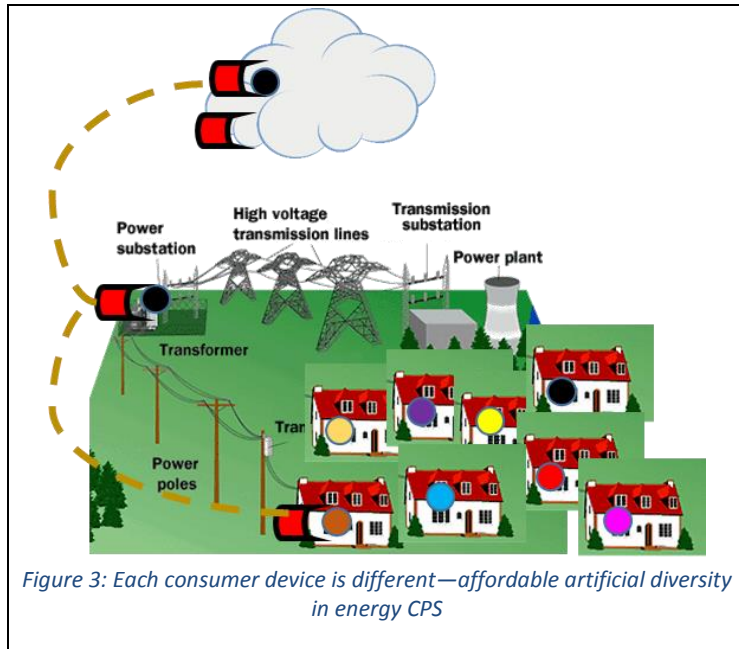 Power
substation
High voltage
transmission lines
Transmission
substation
Power plant
Transformer
Power
poles
Figure 3: Each consumer device is different—affordable artificial diversity
in energy CPS